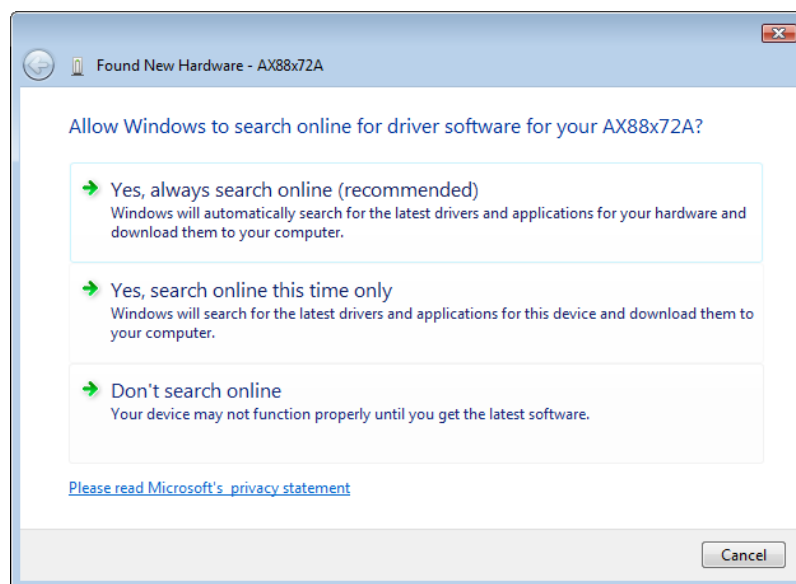 Found New Hardware - AX88x72A
Allow Windows to search online for driver software for your AX88x72A?
Yes, always search online (recommended)
Windows will automatically search for the latest drivers and applications for your hardware and
download them to your computer.
Yes, search online this time only
Windows will search for the latest drivers and applications for this device and download them to
your computer.
Don't search online
Your device may not function properly until you get the latest software.
Please read Microsoft's privacy statement
Cancel